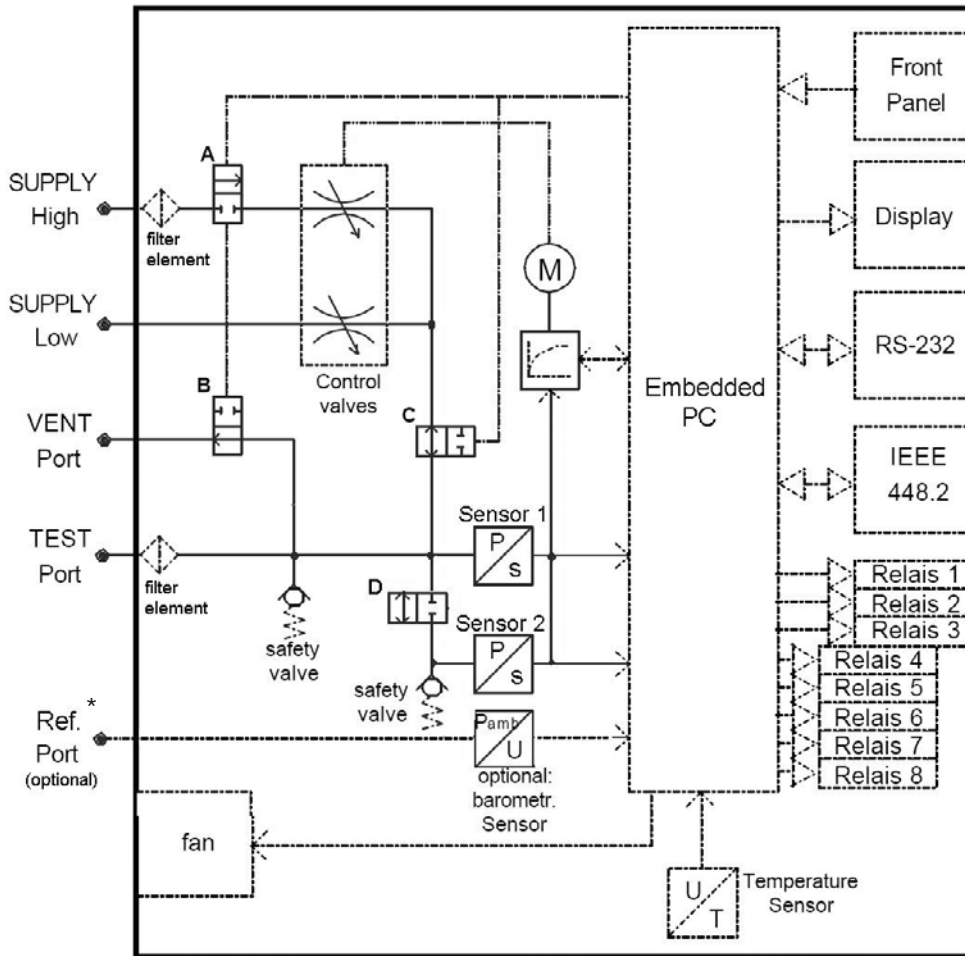 Front
Panel
A
SUPPLY
High
filter
element
Display
SUPPLY
Low
M
RS-232
Control
valves
Embedded
PC
B
C
VENT
Port
IEEE
448.2
TEST
Port
filter
element
Sensor 1
P
s
Relais 1
Relais 2
Relais 3
D
Sensor 2
P
s
safety
valve
safety
valve
Relais 4
Relais 5
Relais 6
Relais 7
Relais 8
Ref. *
Port
(optional)
Pamb
U
optional:
barometr.
Sensor
fan
U
T
Temperature
Sensor